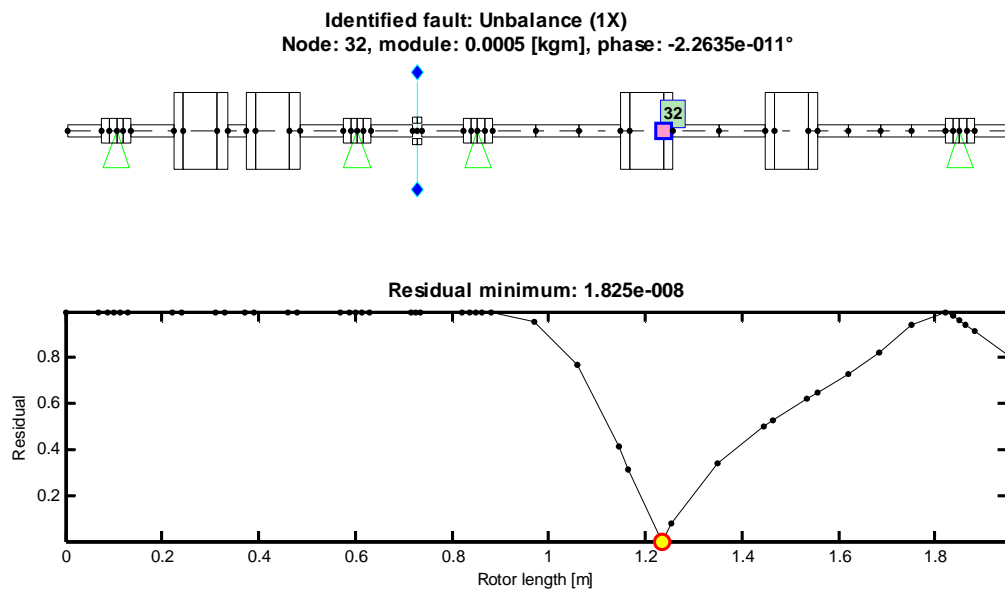 Identified fault: Unbalance (1X)
Node: 32, module: 0.0005 [kgm], phase: -2.2635e-011°
32
Residual minimum: 1.825e-008
0.8
0.6
0.4
0.2
Residual
0 0.2 0.4 0.6 0.8 1 1.2 1.4 1.6 1.8
Rotor length [m]